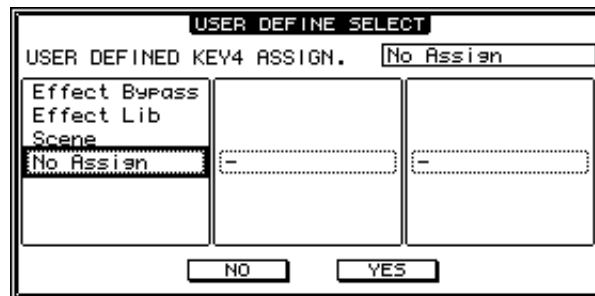 USER DEFINE SELECT
USER DEFINED KEY4 ASSIGN. No Assign
Effect Bypass
Effect Lib
Scene
No Assign - -
NO YES